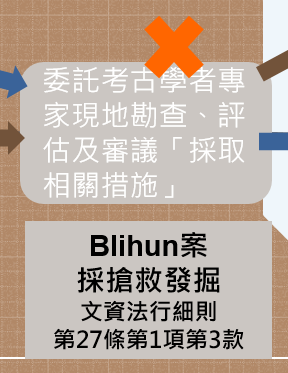 委託考古學者專
家現地勘查、評
估及審議「採取
相關措施」
Blihun案
採搶救發掘
文資法行細則
第27條第1項第3款